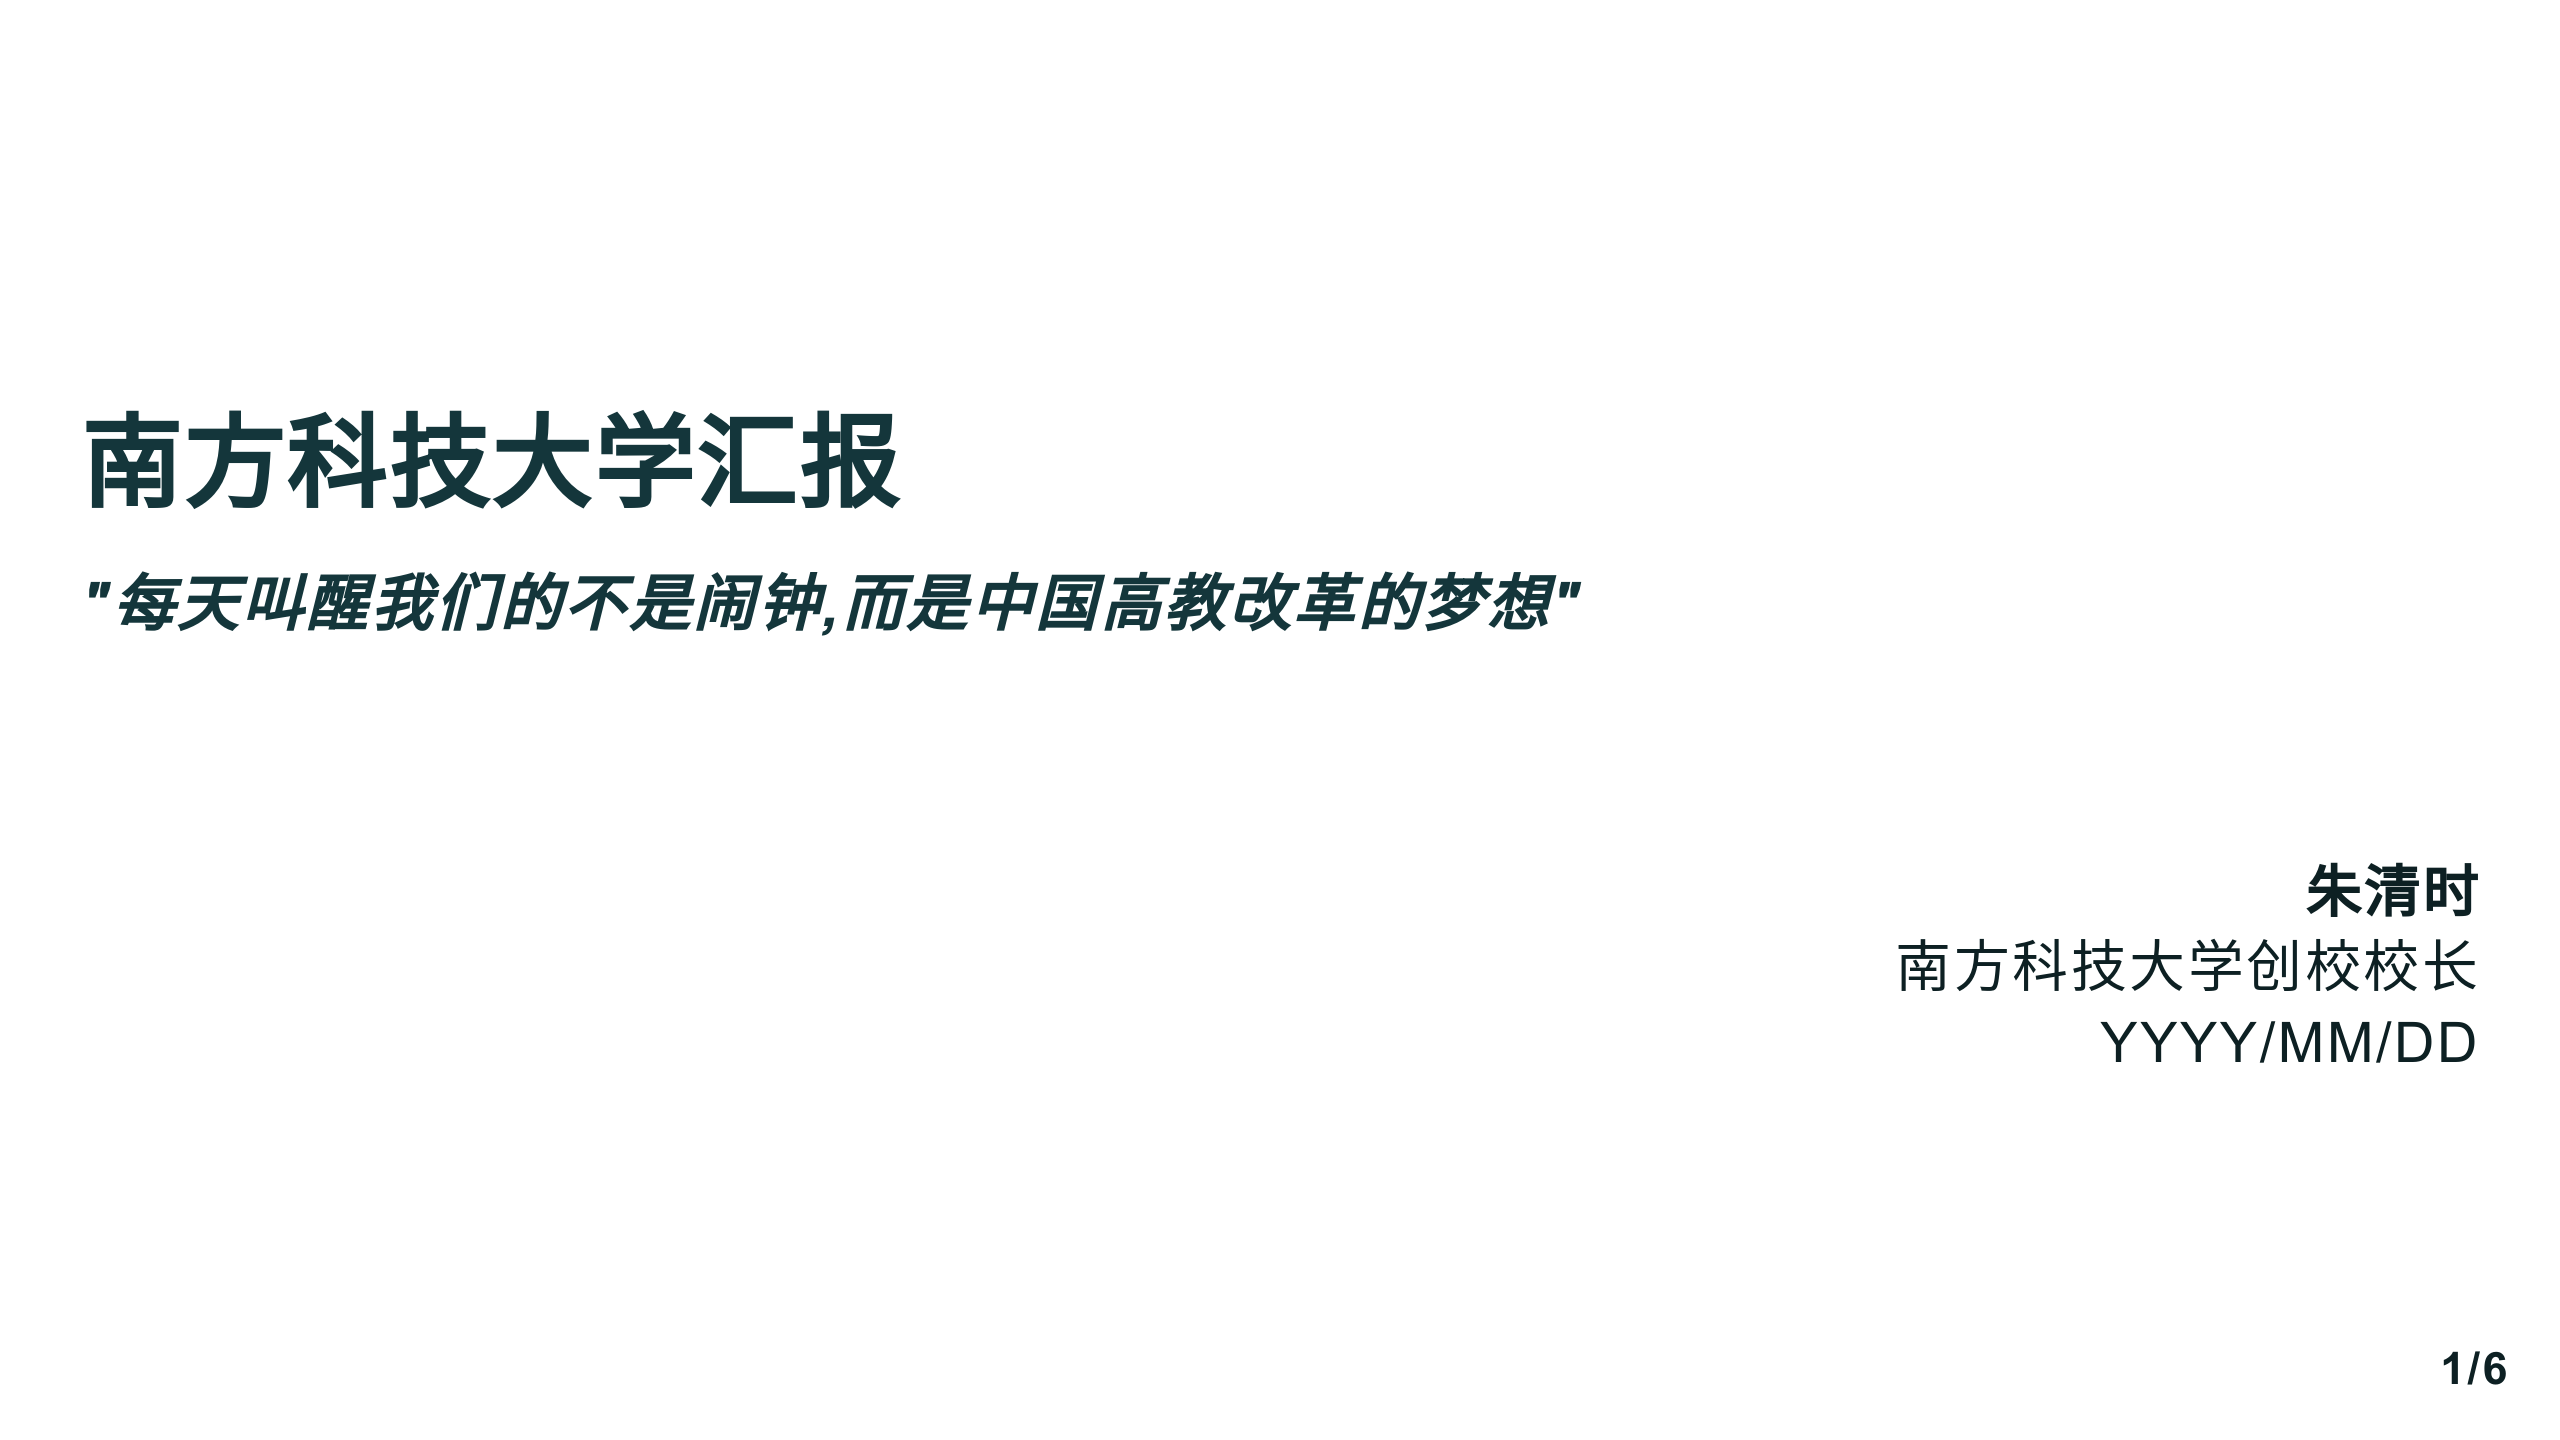 南方科技大学汇报
"每天叫醒我们的不是闹钟,而是中国高教改革的梦想"
朱清时
南方科技大学创校校长
YYYY/MM/DD
1/6